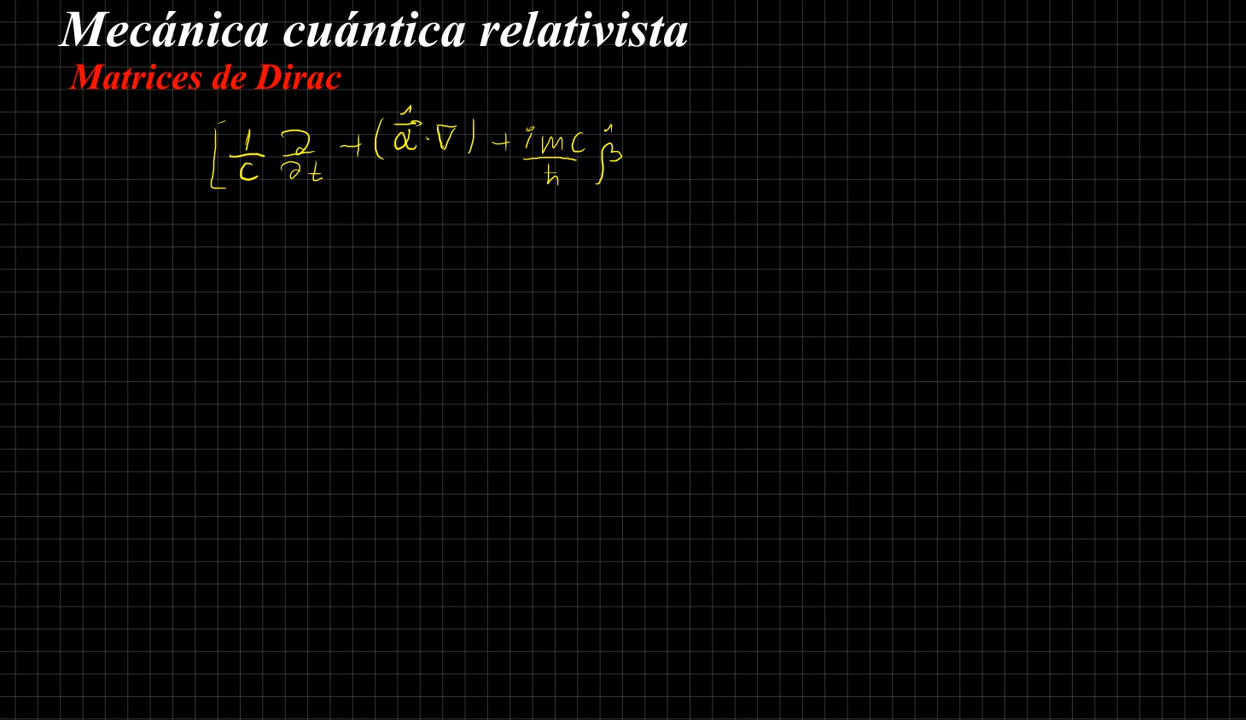 Mecánica cuántica relativista
Matrices de Dirac
[ 1/c ∂/∂t + (α̂⃗ · ∇) + imc/ħ β̂